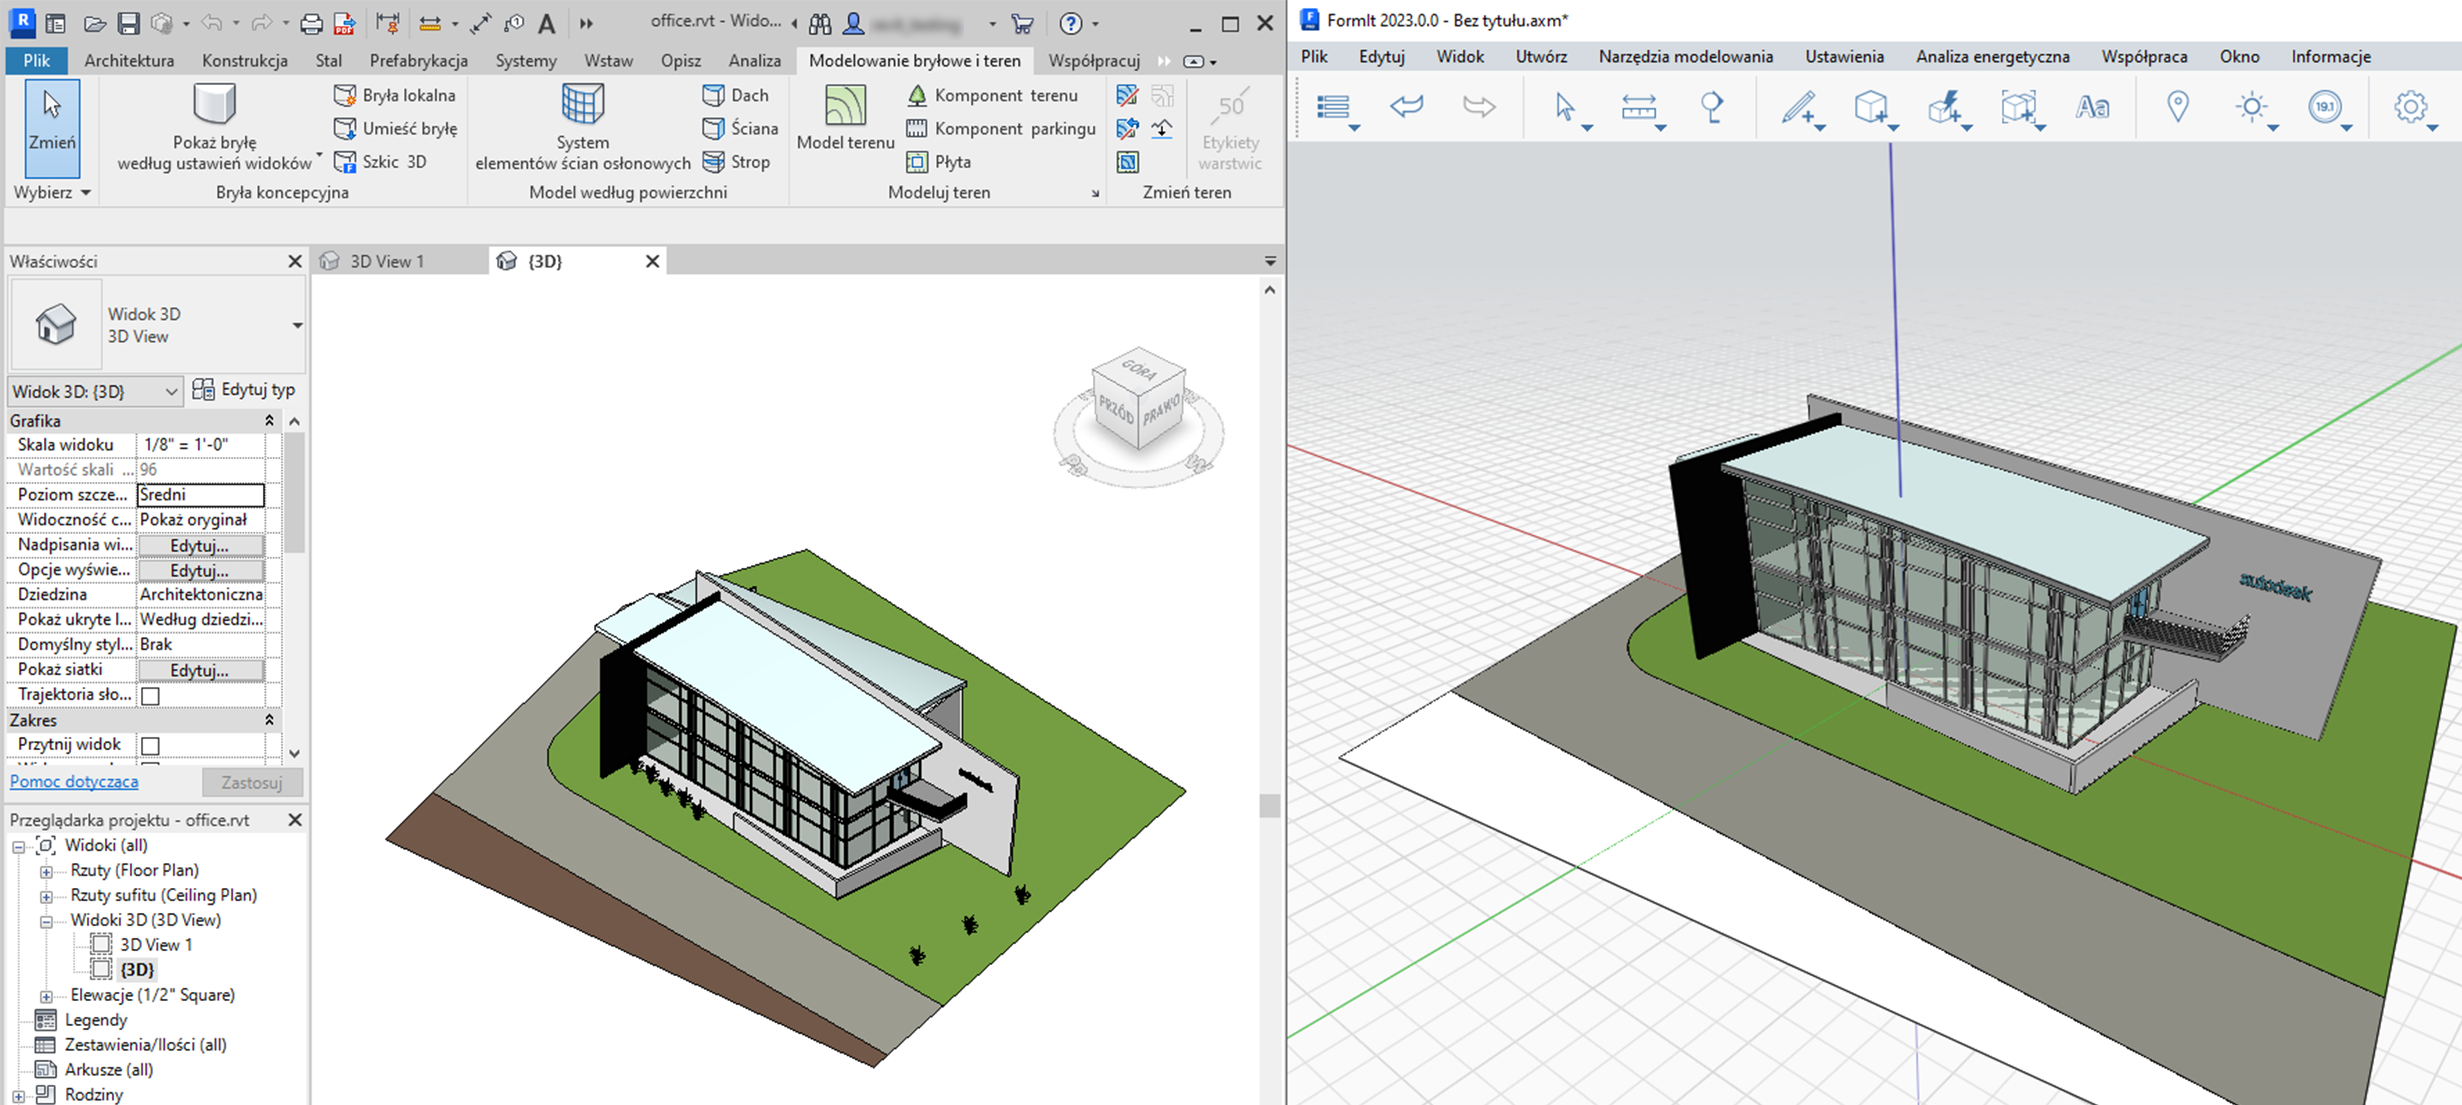 office.rvt - Wido...
Plik
Architektura
Konstrukcja
Stal
Prefabrykacja
Systemy
Wstaw
Opisz
Analiza
Modelowanie bryłowe i teren
Współpracuj
Zmień
Wybierz
Pokaż bryłę
według ustawień widoków
Bryła lokalna
Umieść bryłę
Szkic 3D
Bryła koncepcyjna
System
elementów ścian osłonowych
Dach
Ściana
Strop
Model według powierzchni
Model terenu
Komponent terenu
Komponent parkingu
Płyta
Modeluj teren
Zmień teren
50
Etykiety
warstwic
Właściwości
Widok 3D
3D View
Widok 3D: {3D}
Edytuj typ
Grafika
Skala widoku 1/8" = 1'-0"
Wartość skali ... 96
Poziom szcze... Średni
Widoczność c... Pokaż oryginał
Nadpisania wi... Edytuj...
Opcje wyświe... Edytuj...
Dziedzina Architektoniczna
Pokaż ukryte l... Według dziedzi...
Domyślny styl... Brak
Pokaż siatki Edytuj...
Trajektoria sło...
Zakres
Przytnij widok
Pomoc dotycząca
Zastosuj
Przeglądarka projektu - office.rvt
Widoki (all)
Rzuty (Floor Plan)
Rzuty sufitu (Ceiling Plan)
Widoki 3D (3D View)
3D View 1
{3D}
Elewacje (1/2" Square)
Legendy
Zestawienia/Ilości (all)
Arkusze (all)
Rodziny
3D View 1
{3D}
GÓRA
PRZÓD
PRAWO
FormIt 2023.0.0 - Bez tytułu.axm*
Plik
Edytuj
Widok
Utwórz
Narzędzia modelowania
Ustawienia
Analiza energetyczna
Współpraca
Okno
Informacje
Aa
19.1
autodesk